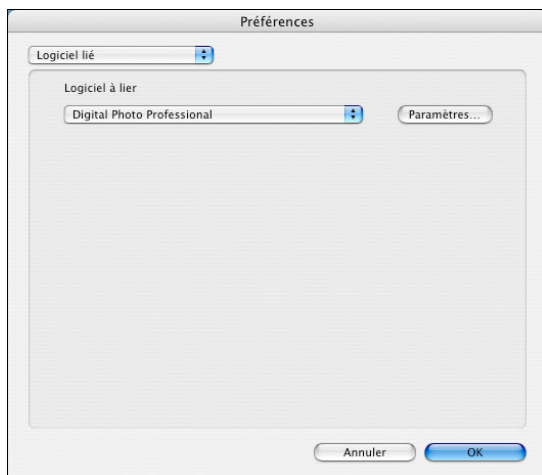 Préférences
Logiciel lié
Logiciel à lier
Digital Photo Professional
Paramètres...
Annuler
OK